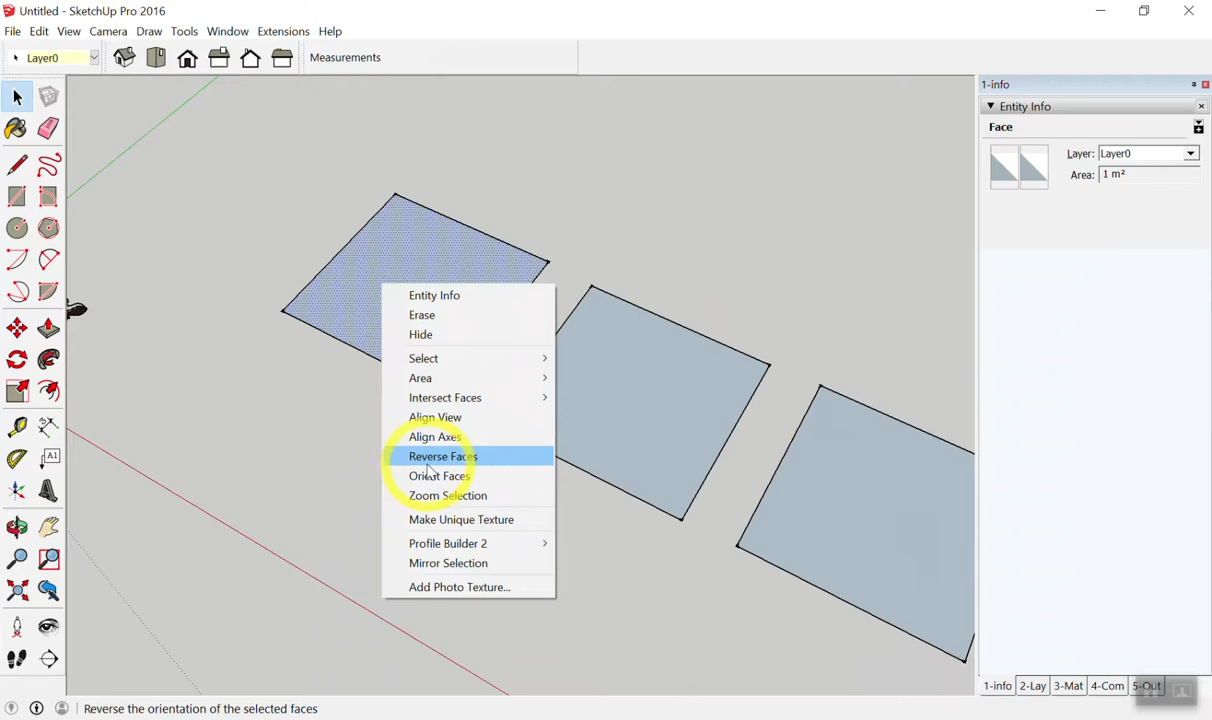 Untitled - SketchUp Pro 2016
File Edit View Camera Draw Tools Window Extensions Help
Layer0
Measurements
1-info
Entity Info
Face
Layer: Layer0
Area: 1 m²
Entity Info
Erase
Hide
Select
Area
Intersect Faces
Align View
Align Axes
Reverse Faces
Orient Faces
Zoom Selection
Make Unique Texture
Profile Builder 2
Mirror Selection
Add Photo Texture...
A1
1-info 2-Lay 3-Mat 4-Com 5-Out
Reverse the orientation of the selected faces